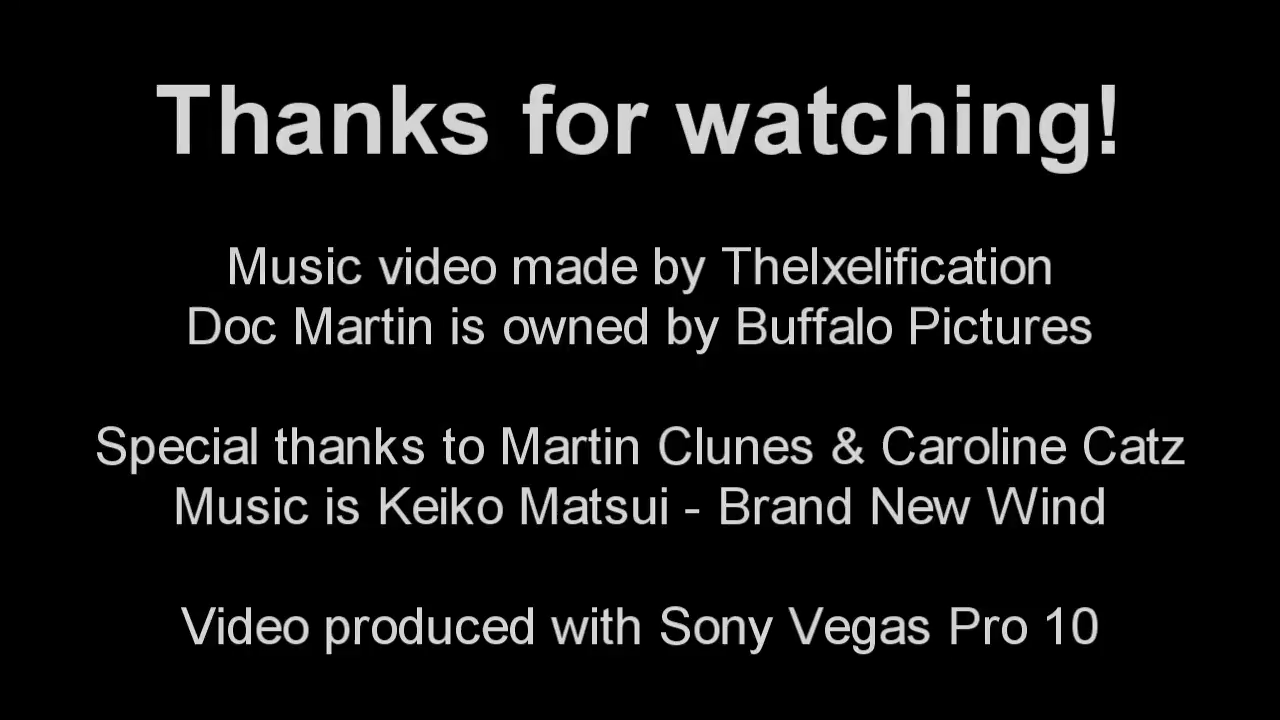 Thanks for watching!
Music video made by TheIxelification
Doc Martin is owned by Buffalo Pictures
Special thanks to Martin Clunes & Caroline Catz
Music is Keiko Matsui - Brand New Wind
Video produced with Sony Vegas Pro 10